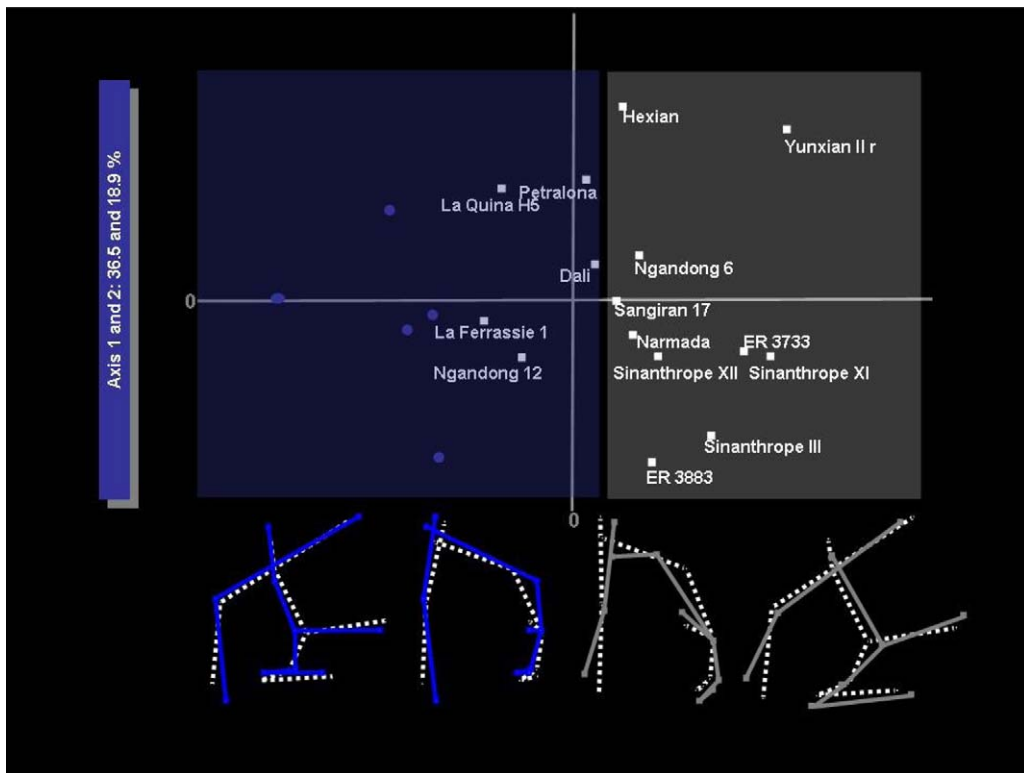 Axis 1 and 2: 36.5 and 18.9 %
Hexian
Yunxian II r
Petralona
La Quina H5
Ngandong 6
Dali
0
Sangiran 17
La Ferrassie 1
Narmada
ER 3733
Ngandong 12
Sinanthrope XII
Sinanthrope XI
Sinanthrope III
ER 3883
0